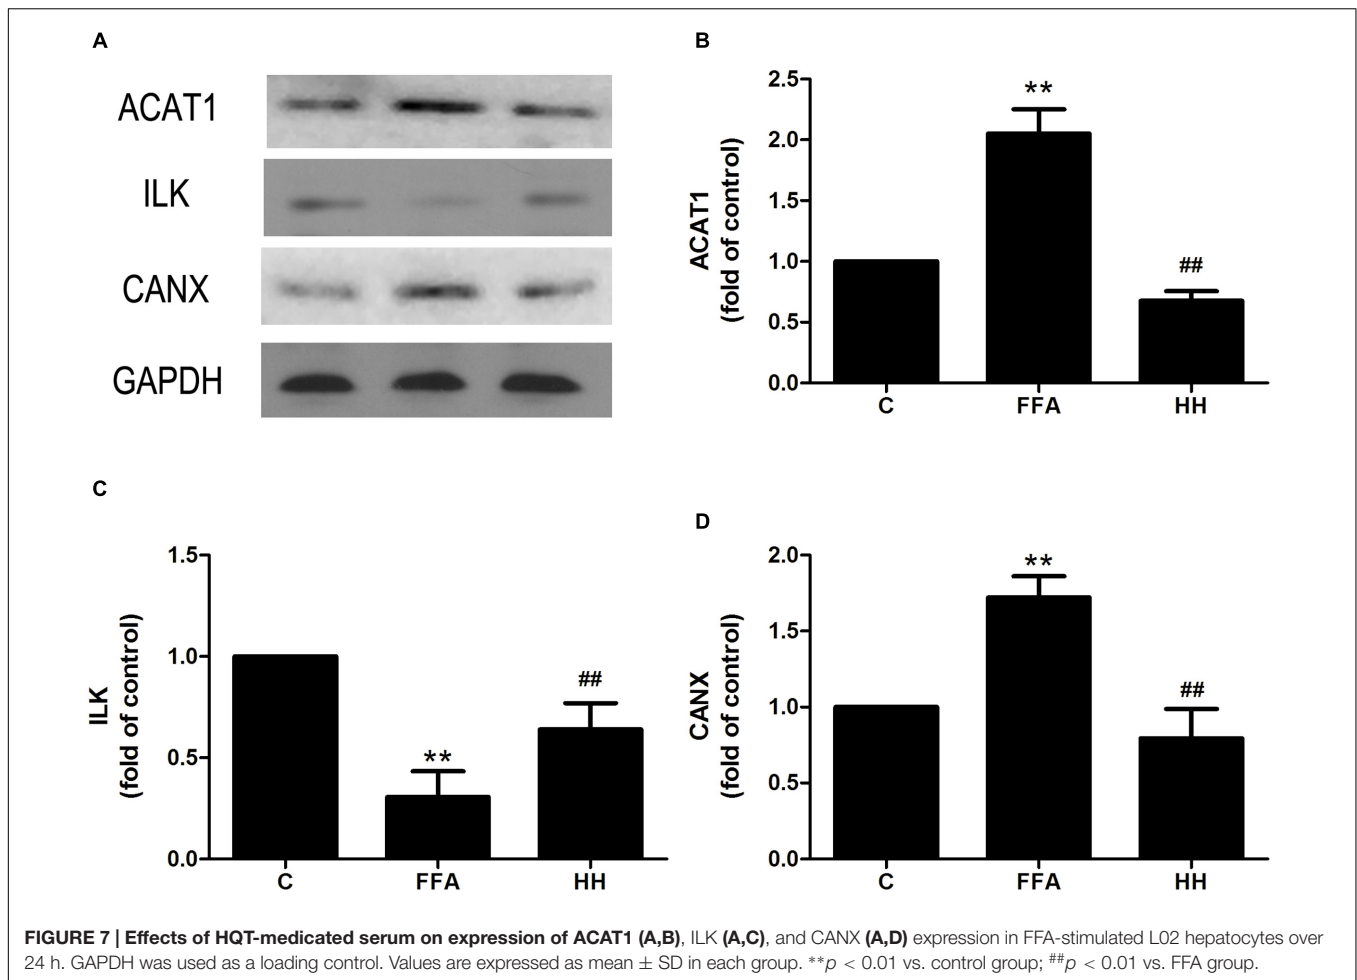 A
ACAT1
ILK
CANX
GAPDH
B
ACAT1
(fold of control)
2.5
2.0
1.5
1.0
0.5
0.0
**
##
C
FFA
HH
C
ILK
(fold of control)
1.5
1.0
0.5
0.0
**
##
C
FFA
HH
D
CANX
(fold of control)
2.0
1.5
1.0
0.5
0.0
**
##
C
FFA
HH
FIGURE 7 | Effects of HQT-medicated serum on expression of ACAT1 (A,B), ILK (A,C), and CANX (A,D) expression in FFA-stimulated L02 hepatocytes over
24 h. GAPDH was used as a loading control. Values are expressed as mean ± SD in each group. **p < 0.01 vs. control group; ##p < 0.01 vs. FFA group.